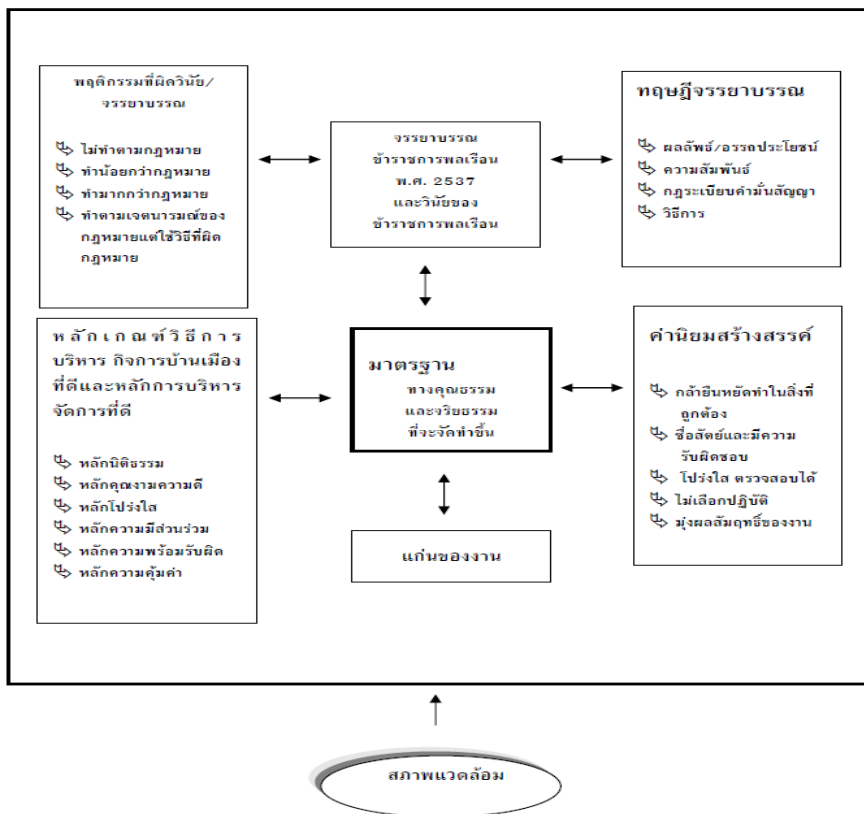 พฤติกรรมที่ผิดวินัย/
จรรยาบรรณ
ไม่ทำตามกฎหมาย
ทำน้อยกว่ากฎหมาย
ทำมากกว่ากฎหมาย
ทำตามเจตนารมณ์ของ
กฎหมายแต่ใช้วิธีที่ผิด
กฎหมาย
จรรยาบรรณ
ข้าราชการพลเรือน
พ.ศ. 2537
และวินัยของ
ข้าราชการพลเรือน
ทฤษฎีจรรยาบรรณ
ผลลัพธ์/อรรถประโยชน์
ความสัมพันธ์
กฎระเบียบคำมั่นสัญญา
วิธีการ
หลักเกณฑ์วิธีการ
บริหาร กิจการบ้านเมือง
ที่ดีและหลักการบริหาร
จัดการที่ดี
หลักนิติธรรม
หลักคุณงามความดี
หลักโปร่งใส
หลักความมีส่วนร่วม
หลักความพร้อมรับผิด
หลักความคุ้มค่า
มาตรฐาน
ทางคุณธรรม
และจริยธรรม
ที่จะจัดทำขึ้น
ค่านิยมสร้างสรรค์
กล้ายืนหยัดทำในสิ่งที่
ถูกต้อง
ซื่อสัตย์และมีความ
รับผิดชอบ
โปร่งใส ตรวจสอบได้
ไม่เลือกปฏิบัติ
มุ่งผลสัมฤทธิ์ของงาน
แก่นของงาน
สภาพแวดล้อม